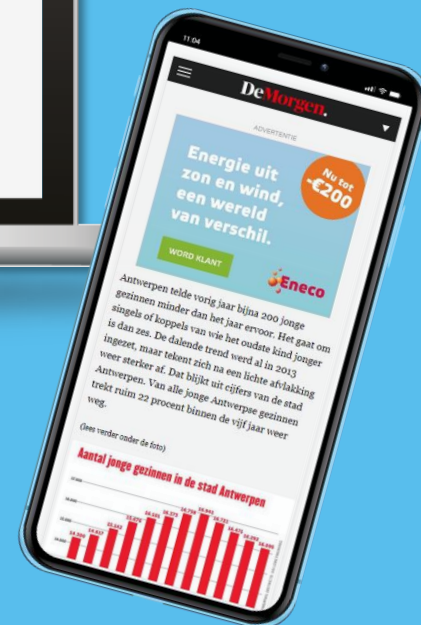 11:04
DeMorgen.
ADVERTENTIE
Energie uit
zon en wind,
een wereld
van verschil.
Nu tot
-€200
WORD KLANT
Eneco
Antwerpen telde vorig jaar bijna 200 jonge
gezinnen minder dan het jaar ervoor. Het gaat om
singels of koppels van wie het oudste kind jonger
is dan zes. De dalende trend werd al in 2013
ingezet, maar tekent zich na een lichte afvlakking
weer sterker af. Dat blijkt uit cijfers van de stad
Antwerpen. Van alle jonge Antwerpse gezinnen
trekt ruim 22 procent binnen de vijf jaar weer
weg.
(lees verder onder de foto)
Aantal jonge gezinnen in de stad Antwerpen